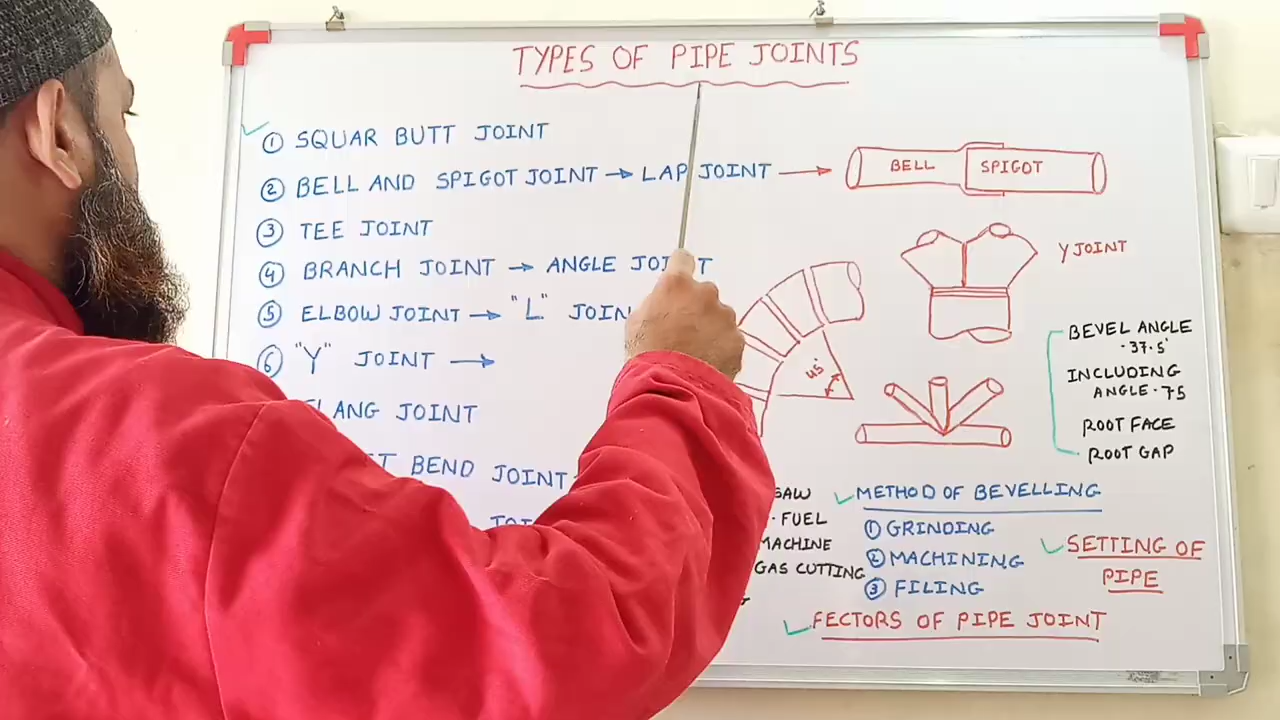 TYPES OF PIPE JOINTS
① SQUAR BUTT JOINT
② BELL AND SPIGOT JOINT → LAP JOINT →
BELL SPIGOT
③ TEE JOINT
④ BRANCH JOINT → ANGLE JOINT
⑤ ELBOW JOINT → "L" JOIN
⑥ "Y" JOINT →
LANG JOINT
BEND JOINT
Y JOINT
45°
BEVEL ANGLE
37.5°
INCLUDING
ANGLE 75
ROOT FACE
ROOT GAP
SAW
FUEL
MACHINE
GAS CUTTING
METHOD OF BEVELLING
① GRINDING
② MACHINING
③ FILING
SETTING OF
PIPE
FECTORS OF PIPE JOINT